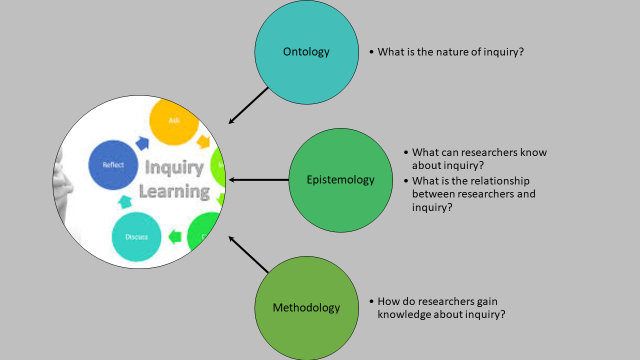 Ontology
• What is the nature of inquiry?
Ask
Reflect
Inquiry
Learning
Discuss
Epistemology
• What can researchers know
about inquiry?
• What is the relationship
between researchers and
inquiry?
Methodology
• How do researchers gain
knowledge about inquiry?